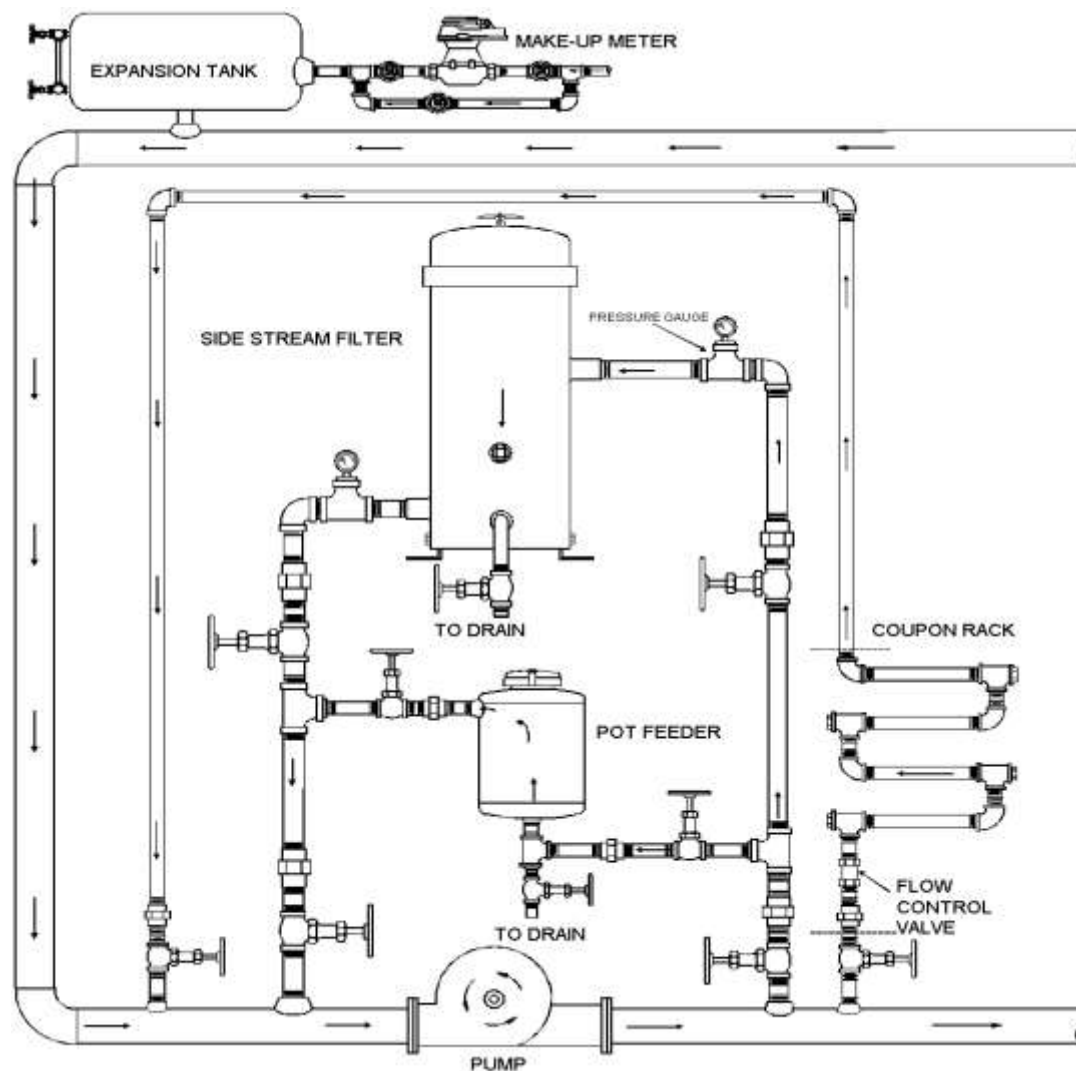 MAKE-UP METER
EXPANSION TANK
PRESSURE GAUGE
SIDE STREAM FILTER
TO DRAIN
COUPON RACK
POT FEEDER
FLOW
CONTROL
VALVE
TO DRAIN
PUMP